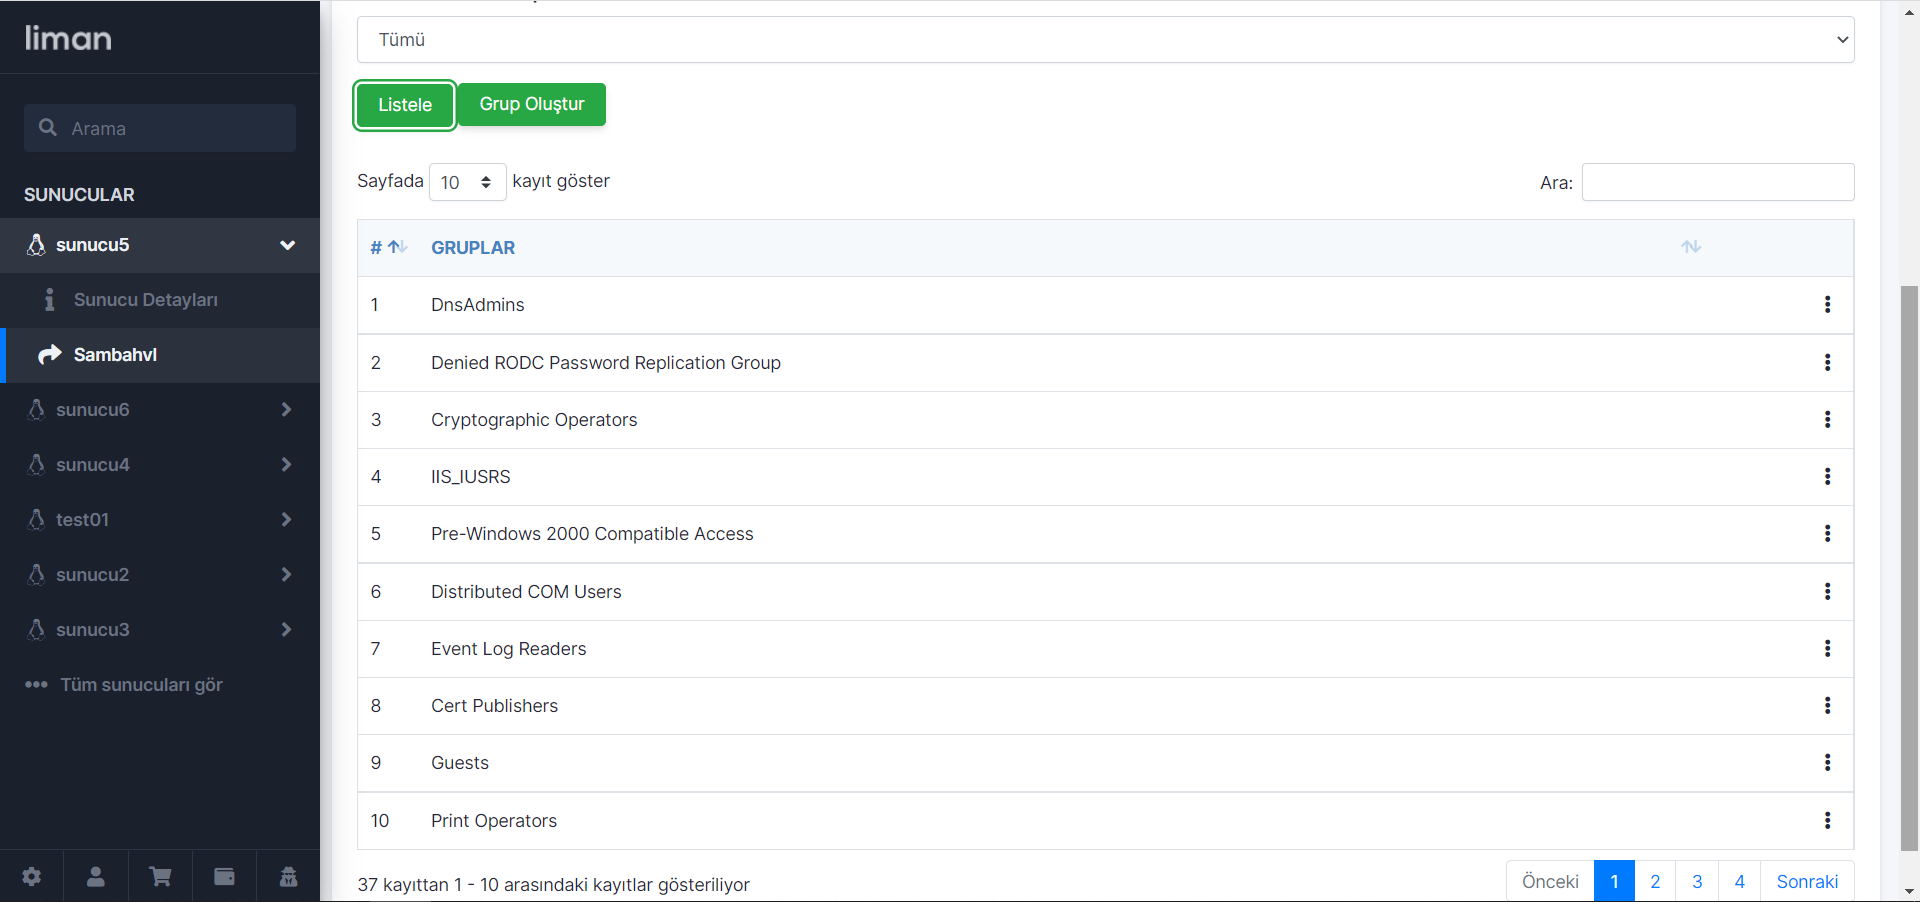 liman
Tümü
Listele
Grup Oluştur
Arama
Sayfada 10 kayıt göster
Ara:
SUNUCULAR
sunucu5
Sunucu Detayları
Sambahvl
sunucu6
sunucu4
test01
sunucu2
sunucu3
Tüm sunucuları gör
# GRUPLAR
1 DnsAdmins
2 Denied RODC Password Replication Group
3 Cryptographic Operators
4 IIS_IUSRS
5 Pre-Windows 2000 Compatible Access
6 Distributed COM Users
7 Event Log Readers
8 Cert Publishers
9 Guests
10 Print Operators
37 kayıttan 1 - 10 arasındaki kayıtlar gösteriliyor
Önceki 1 2 3 4 Sonraki